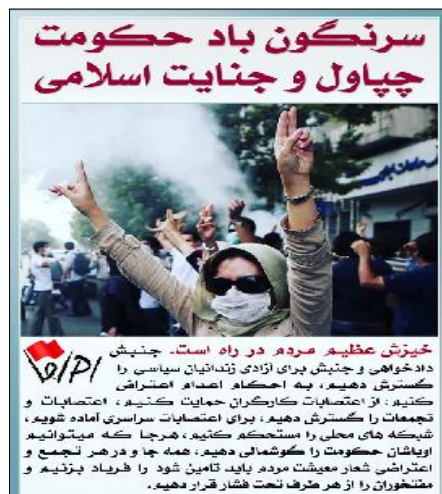 سرنگون باد حکومت
چپاول و جنایت اسلامی
خیزش عظیم مردم در راه است. جنبش
دادخواهی و جنبش برای آزادی زندانیان سیاسی را
گسترش دهیم، به احکام اعدام اعتراض
کنیم، از اعتصابات کارگران حمایت کنیم، اعتصابات و
تجمعات را گسترش دهیم، برای اعتصابات سراسری آماده شویم،
شبکه های محلی را مستحکم کنیم، هرجا که میتوانیم
اوباشان حکومت را گوشمالی دهیم، همه جا و در هر تجمع و
اعتراضی شعار معیشت مردم باید تامین شود را فریاد بزنیم و
مفتخوران را از هر طرف تحت فشار قرار دهیم.